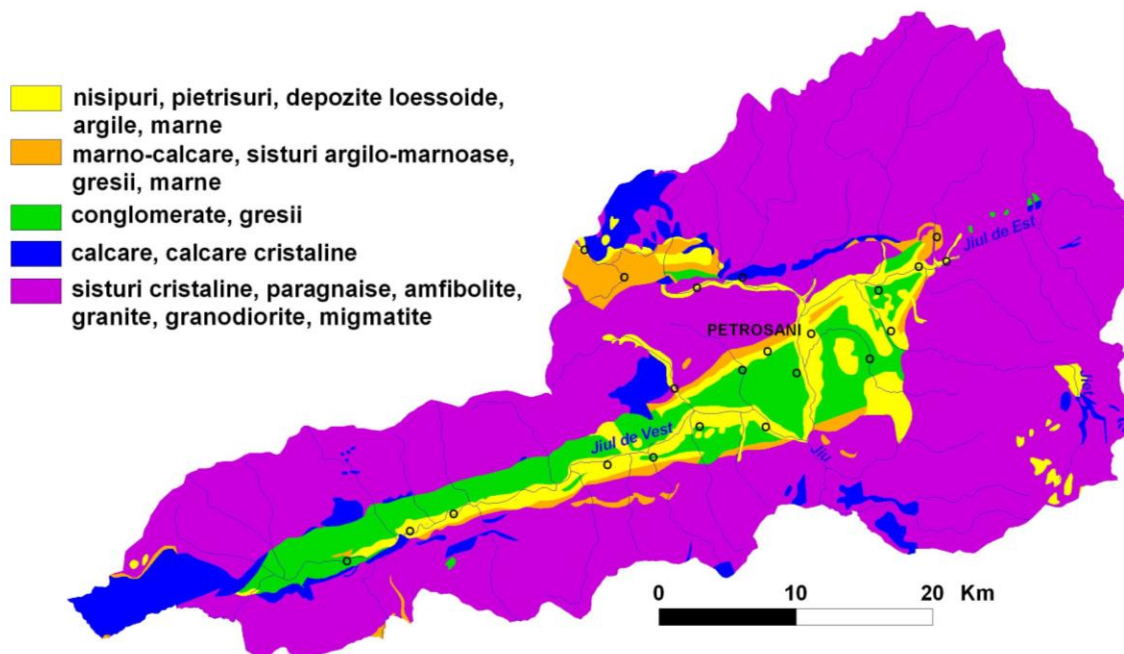 nisipuri, pietrisuri, depozite loessoide,
argile, marne
marno-calcare, sisturi argilo-marnoase,
gresii, marne
conglomerate, gresii
calcare, calcare cristaline
sisturi cristaline, paragnaise, amfibolite,
granite, granodiorite, migmatite
Jiul de Est
PETROSANI
Jiul de Vest
Jiu
0 10 20 Km